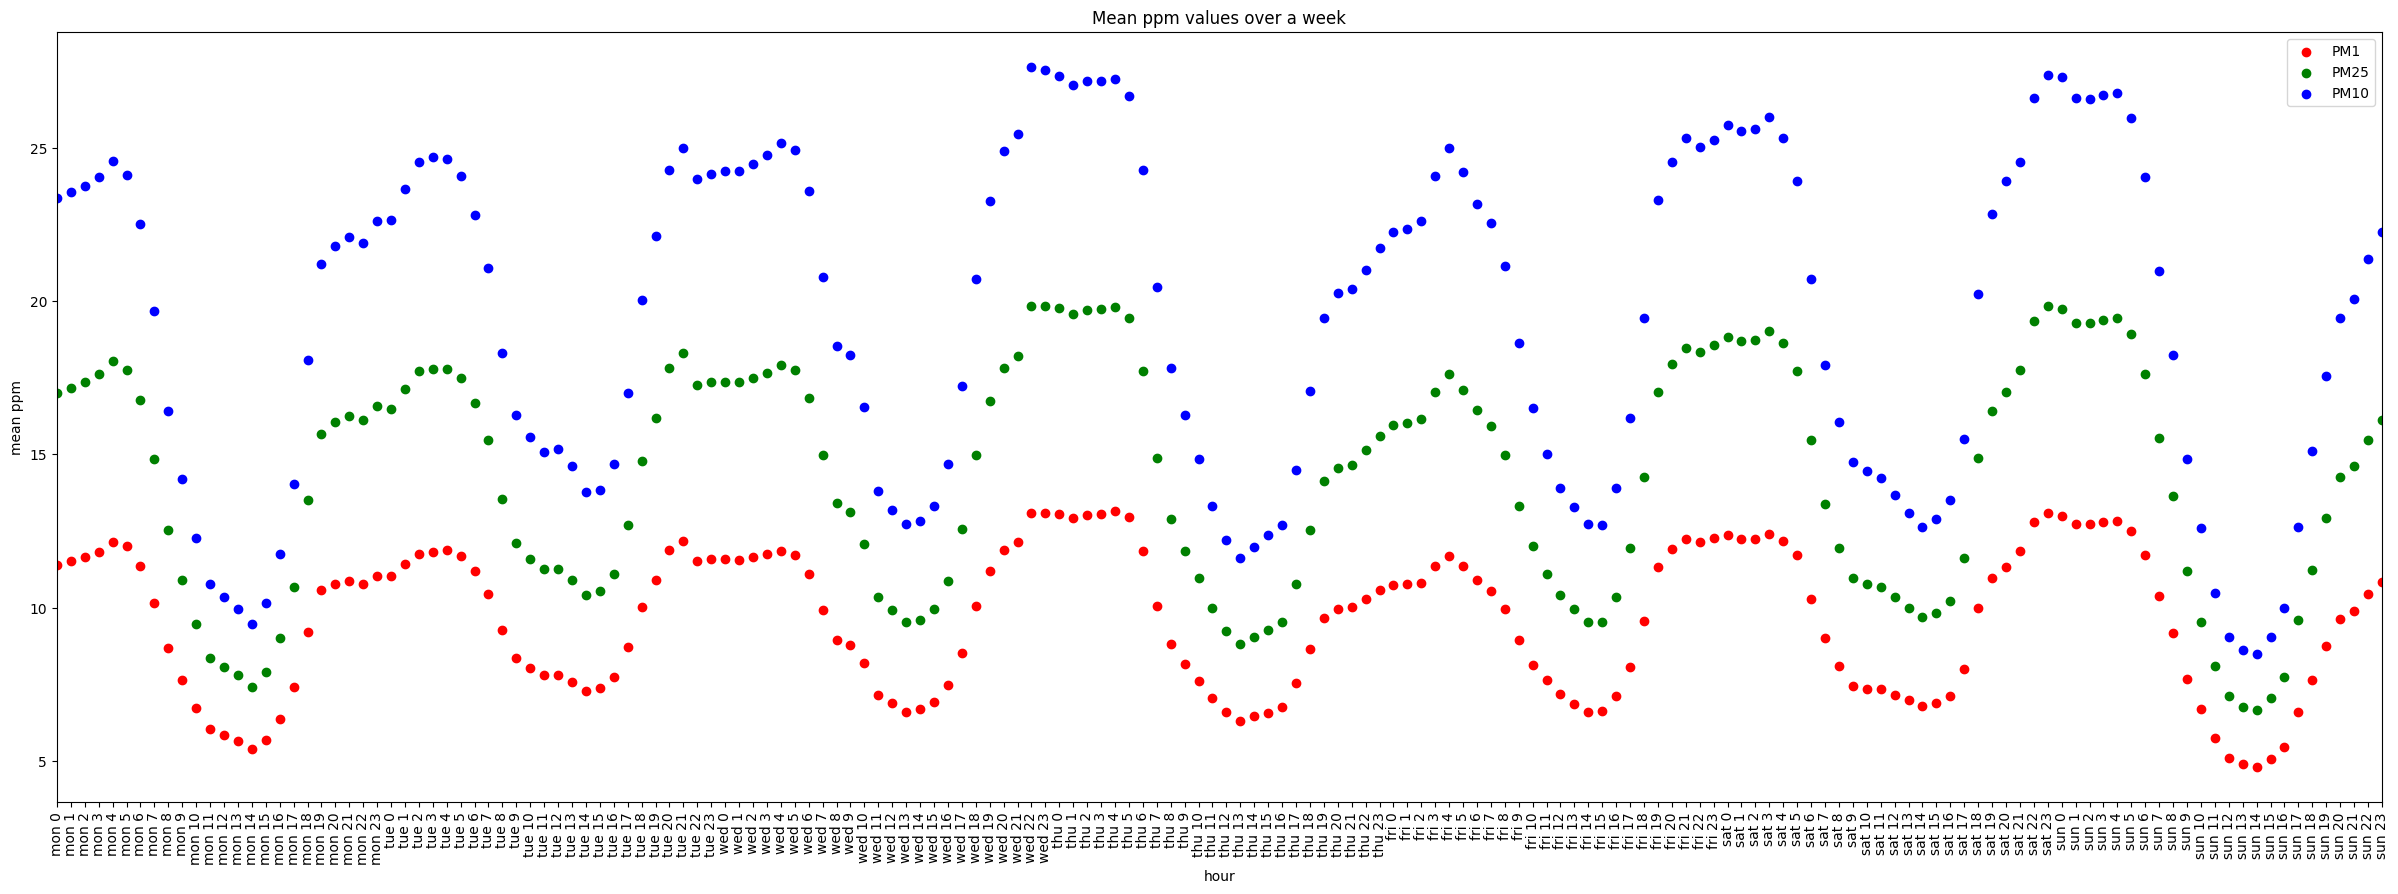 Mean ppm values over a week
PM1
PM25
PM10
mean ppm
25
20
15
10
5
mon 0
mon 1
mon 2
mon 3
mon 4
mon 5
mon 6
mon 7
mon 8
mon 9
mon 10
mon 11
mon 12
mon 13
mon 14
mon 15
mon 16
mon 17
mon 18
mon 19
mon 20
mon 21
mon 22
mon 23
tue 0
tue 1
tue 2
tue 3
tue 4
tue 5
tue 6
tue 7
tue 8
tue 9
tue 10
tue 11
tue 12
tue 13
tue 14
tue 15
tue 16
tue 17
tue 18
tue 19
tue 20
tue 21
tue 22
tue 23
wed 0
wed 1
wed 2
wed 3
wed 4
wed 5
wed 6
wed 7
wed 8
wed 9
wed 10
wed 11
wed 12
wed 13
wed 14
wed 15
wed 16
wed 17
wed 18
wed 19
wed 20
wed 21
wed 22
wed 23
thu 0
thu 1
thu 2
thu 3
thu 4
thu 5
thu 6
thu 7
thu 8
thu 9
thu 10
thu 11
thu 12
thu 13
thu 14
thu 15
thu 16
thu 17
thu 18
thu 19
thu 20
thu 21
thu 22
thu 23
fri 0
fri 1
fri 2
fri 3
fri 4
fri 5
fri 6
fri 7
fri 8
fri 9
fri 10
fri 11
fri 12
fri 13
fri 14
fri 15
fri 16
fri 17
fri 18
fri 19
fri 20
fri 21
fri 22
fri 23
sat 0
sat 1
sat 2
sat 3
sat 4
sat 5
sat 6
sat 7
sat 8
sat 9
sat 10
sat 11
sat 12
sat 13
sat 14
sat 15
sat 16
sat 17
sat 18
sat 19
sat 20
sat 21
sat 22
sat 23
sun 0
sun 1
sun 2
sun 3
sun 4
sun 5
sun 6
sun 7
sun 8
sun 9
sun 10
sun 11
sun 12
sun 13
sun 14
sun 15
sun 16
sun 17
sun 18
sun 19
sun 20
sun 21
sun 22
sun 23
hour